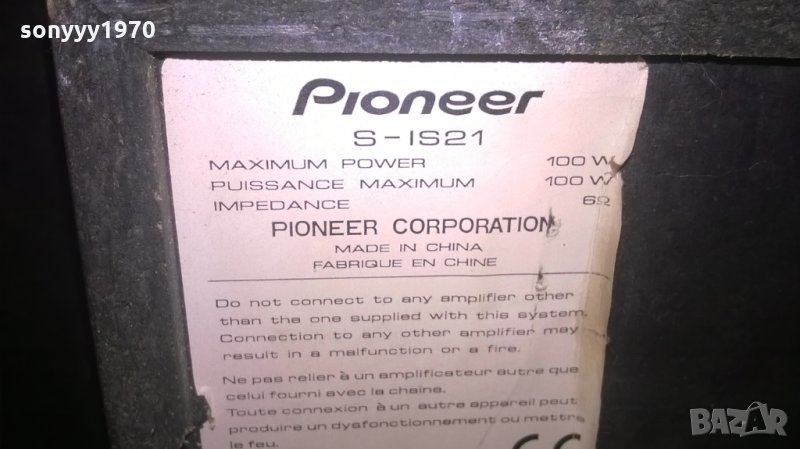 sonyyy1970
Pioneer
S-IS21
MAXIMUM POWER 100 W
PUISSANCE MAXIMUM 100 W
IMPEDANCE 6Ω
PIONEER CORPORATION
MADE IN CHINA
FABRIQUE EN CHINE
Do not connect to any amplifier other
than the one supplied with this system.
Connection to any other amplifier may
result in a malfunction or a fire.
Ne pas relier à un amplificateur autre que
celui fourni avec la chaine.
Toute connexion à un autre appareil peut
produire un dysfonctionnement ou mettre
le feu.
CE
BAZAR